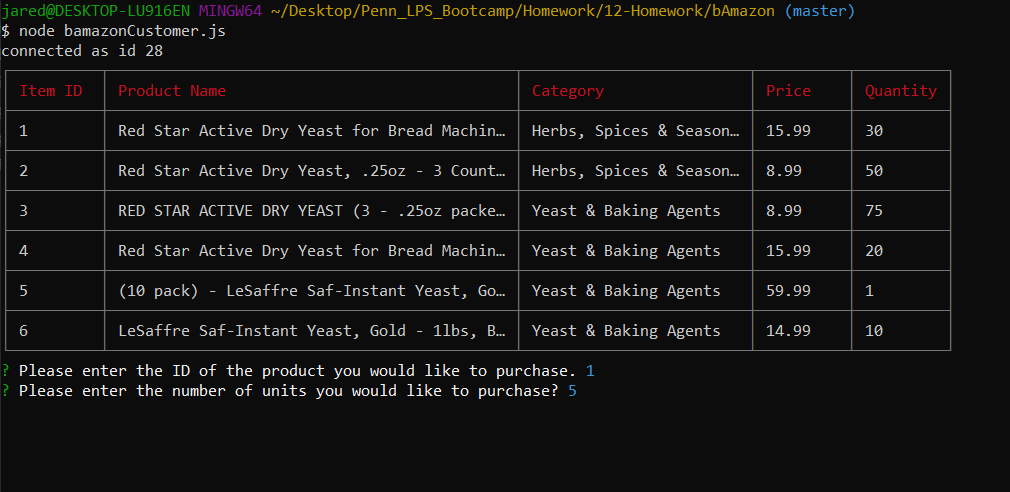 jared@DESKTOP-LU916EN MINGW64 ~/Desktop/Penn_LPS_Bootcamp/Homework/12-Homework/bAmazon (master)
$ node bamazonCustomer.js
connected as id 28
Item ID Product Name Category Price Quantity
1 Red Star Active Dry Yeast for Bread Machin… Herbs, Spices & Season… 15.99 30
2 Red Star Active Dry Yeast, .25oz - 3 Count… Herbs, Spices & Season… 8.99 50
3 RED STAR ACTIVE DRY YEAST (3 - .25oz packe… Yeast & Baking Agents 8.99 75
4 Red Star Active Dry Yeast for Bread Machin… Yeast & Baking Agents 15.99 20
5 (10 pack) - LeSaffre Saf-Instant Yeast, Go… Yeast & Baking Agents 59.99 1
6 LeSaffre Saf-Instant Yeast, Gold - 1lbs, B… Yeast & Baking Agents 14.99 10
? Please enter the ID of the product you would like to purchase. 1
? Please enter the number of units you would like to purchase? 5